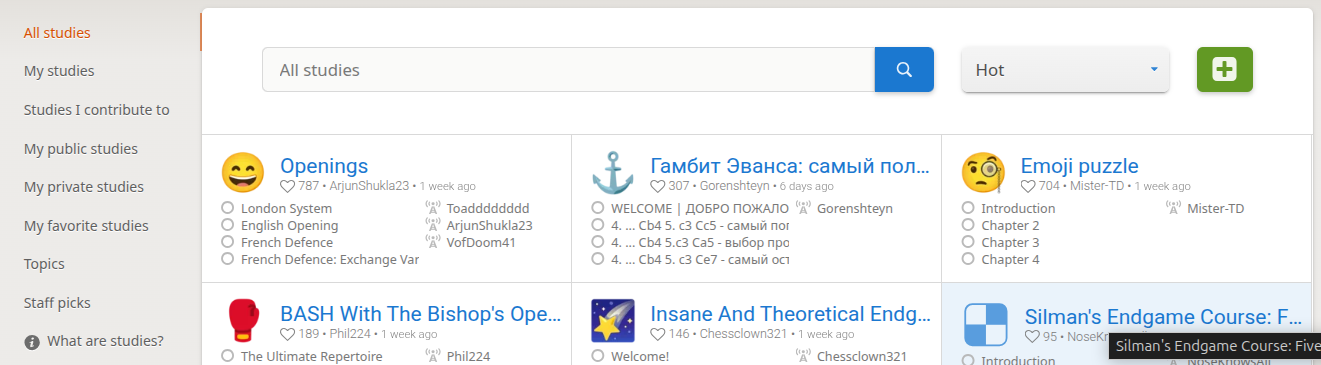 All studies
My studies
Studies I contribute to
My public studies
My private studies
My favorite studies
Topics
Staff picks
What are studies?
All studies
Hot
Openings
787 • ArjunShukla23 • 1 week ago
London System
English Opening
French Defence
French Defence: Exchange Var
Toadddddddd
ArjunShukla23
VofDoom41
Гамбит Эванса: самый пол...
307 • Gorenshteyn • 6 days ago
WELCOME | ДОБРО ПОЖАЛО
4. ... Cb4 5. c3 Cc5 - самый поп
4. ... Cb4 5.c3 Ca5 - выбор про
4. ... Cb4 5. c3 Ce7 - самый ост
Gorenshteyn
Emoji puzzle
704 • Mister-TD • 1 week ago
Introduction
Chapter 2
Chapter 3
Chapter 4
Mister-TD
BASH With The Bishop's Ope...
189 • Phil224 • 1 week ago
The Ultimate Repertoire
Phil224
Insane And Theoretical Endg...
146 • Chessclown321 • 1 week ago
Welcome!
Chessclown321
Silman's Endgame Course: F...
95 • NoseK
Silman's Endgame Course: Five
Introduction
NoseKnowsAll